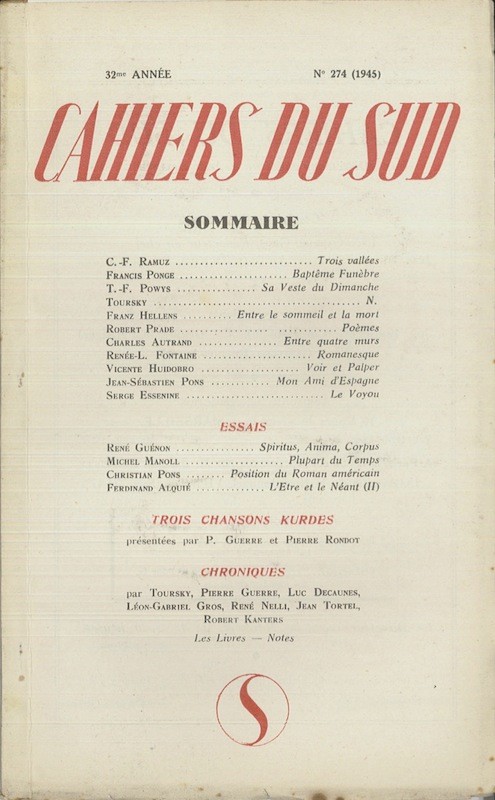 32me ANNÉE N° 274 (1945)
CAHIERS DU SUD
SOMMAIRE
C.-F. RAMUZ ........................... Trois vallées
FRANCIS PONGE ...................... Baptême Funèbre
T.-F. POWYS ................ Sa Veste du Dimanche
TOURSKY .......................................... N.
FRANZ HELLENS .......... Entre le sommeil et la mort
ROBERT PRADE .................. ............ Poèmes
CHARLES AUTRAND ................ Entre quatre murs
RENÉE-L. FONTAINE ...................... Romanesque
VICENTE HUIDOBRO ..................... Voir et Palper
JEAN-SÉBASTIEN PONS ............ Mon Ami d'Espagne
SERGE ESSENINE ............................ Le Voyou
ESSAIS
RENÉ GUÉNON ................ Spiritus, Anima, Corpus
MICHEL MANOLL .................... Plupart du Temps
CHRISTIAN PONS ........ Position du Roman américain
FERDINAND ALQUIÉ .............. L'Etre et le Néant (II)
TROIS CHANSONS KURDES
présentées par P. GUERRE et PIERRE RONDOT
CHRONIQUES
par TOURSKY, PIERRE GUERRE, LUC DECAUNES,
LÉON-GABRIEL GROS, RENÉ NELLI, JEAN TORTEL,
ROBERT KANTERS
Les Livres — Notes
S